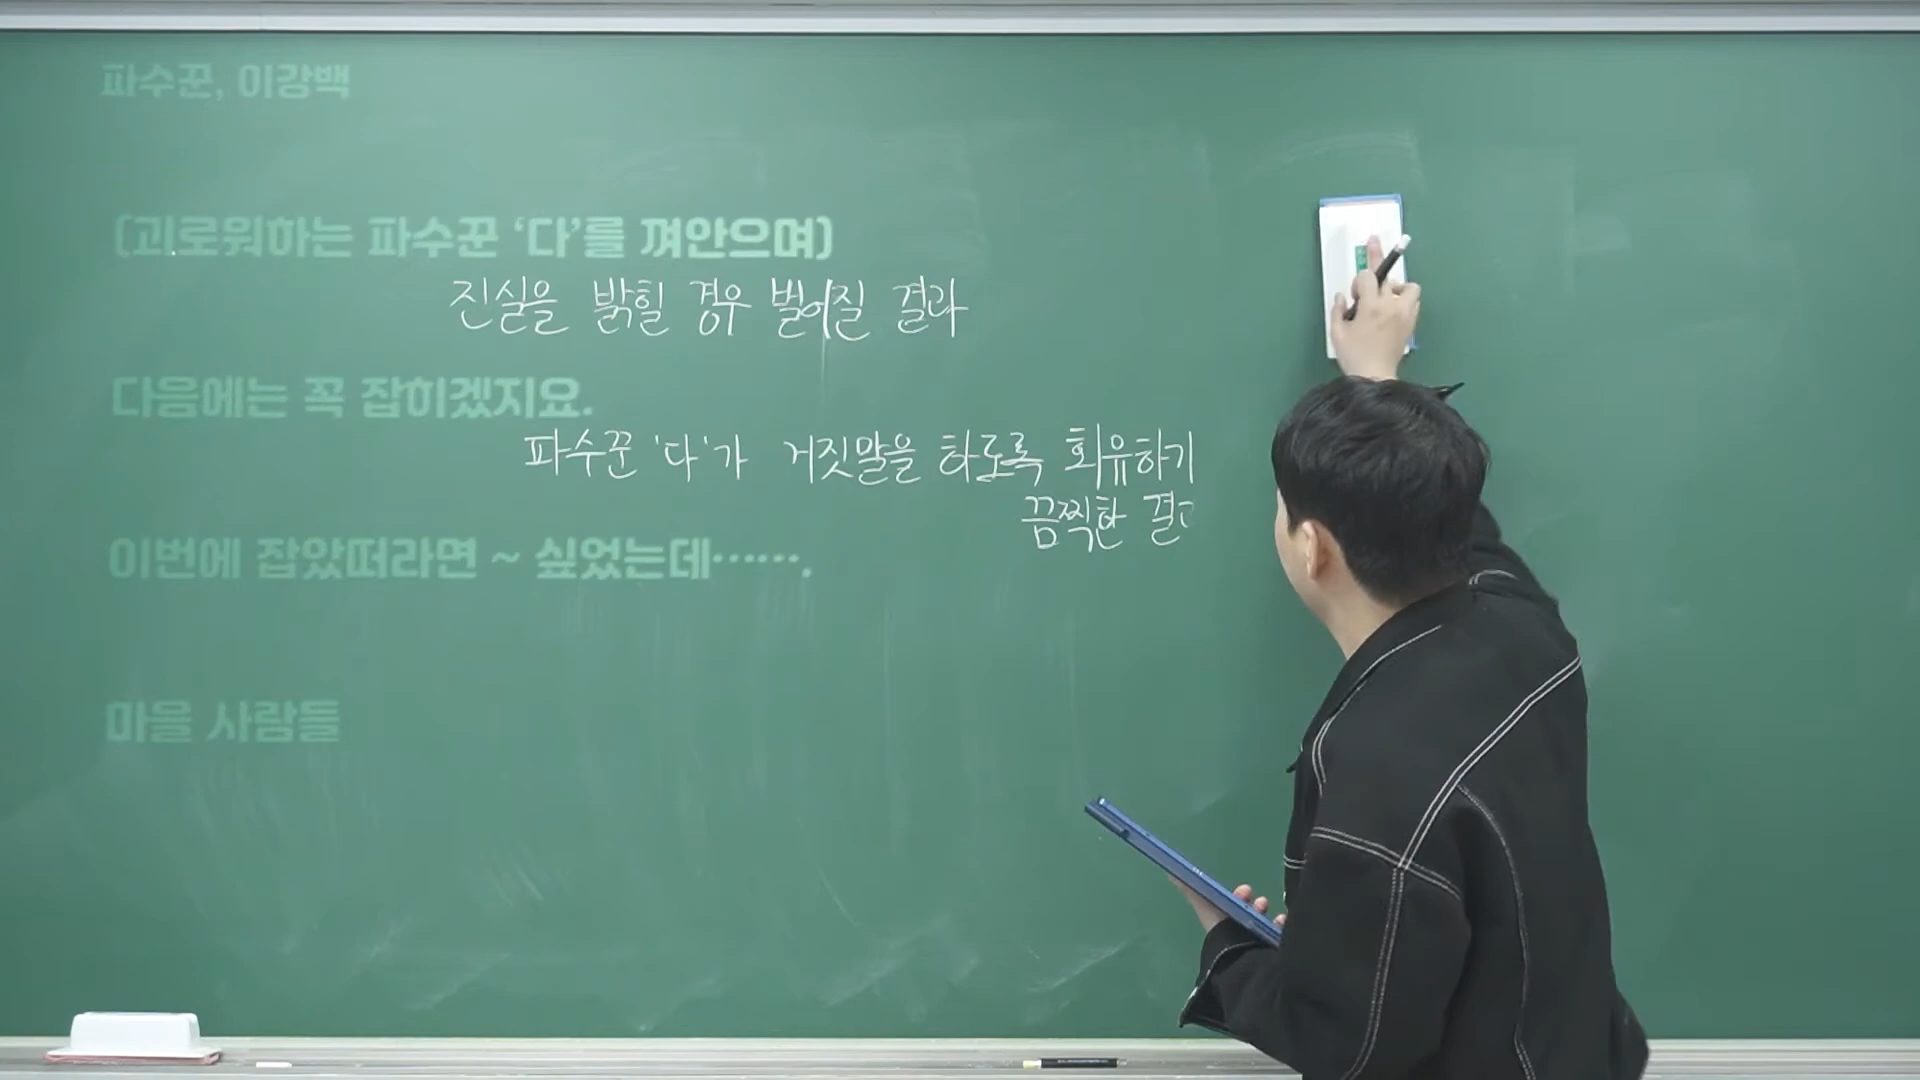 파수꾼, 이강백
(괴로워하는 파수꾼 ‘다’를 껴안으며)
진실을 밝힐 경우 벌어질 결과
다음에는 꼭 잡히겠지요.
파수꾼 '다'가 거짓말을 하도록 회유하기
끔찍한
이번에 잡았떠라면 ~ 싶었는데…….
마을 사람들